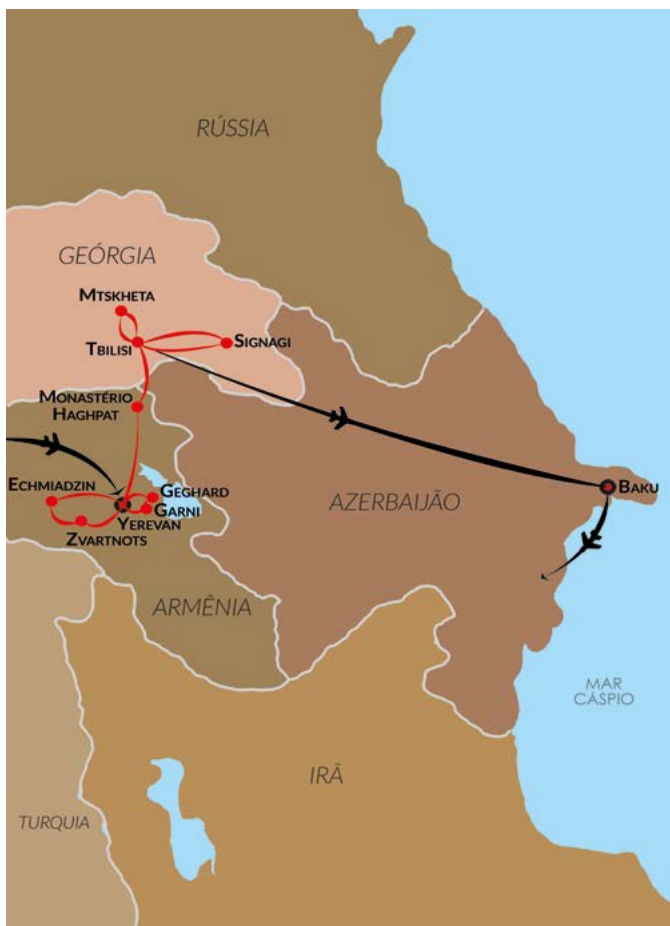 RÚSSIA
GEÓRGIA
MTSKHETA
TBILISI
SIGNAGI
MONASTÉRIO
HAGHPAT
ECHMIADZIN
GEGHARD
GARNI
YEREVAN
ZVARTNOTS
BAKU
AZERBAIJÃO
ARMÊNIA
MAR
CÁSPIO
IRÃ
TURQUIA